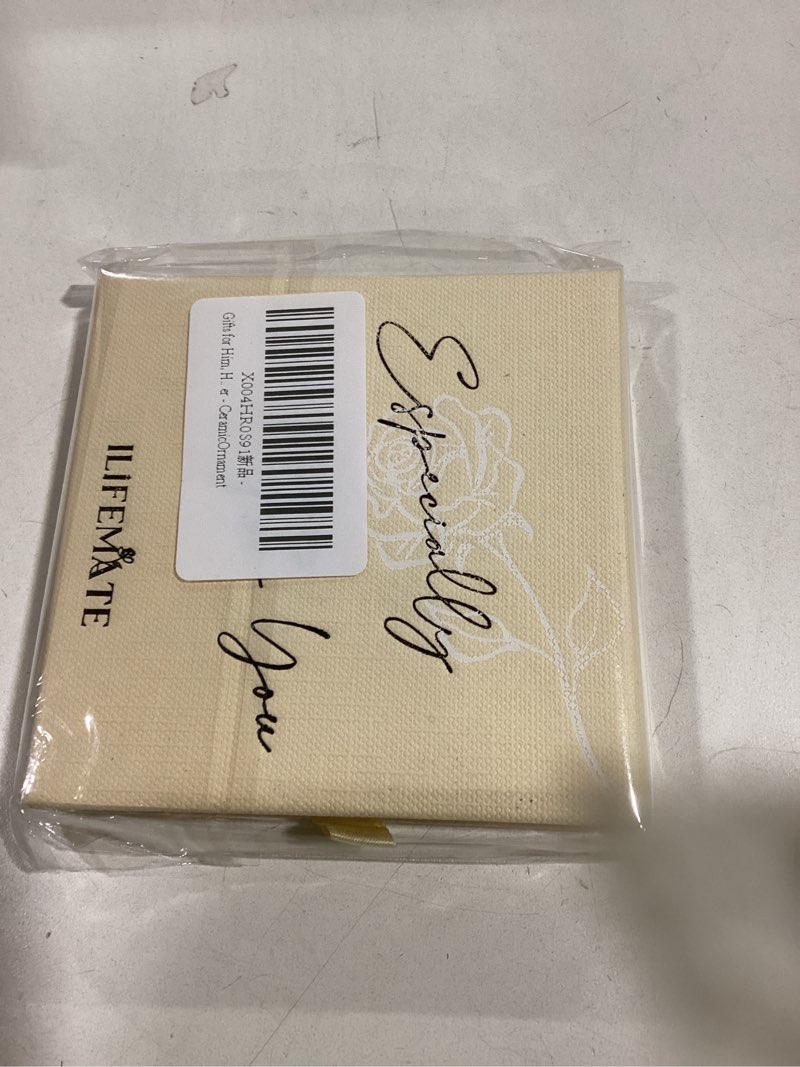 Especially
You
X004HR0S91新品 -
Gifts for Him, H... er - CeramicOrnament
ILiFEMATE